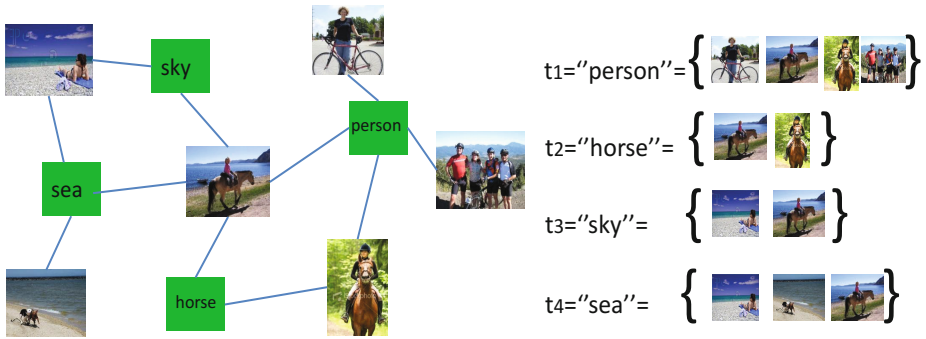 sky
person
sea
horse
t1=''person''={ }
t2=''horse''= { }
t3=''sky''= { }
t4=''sea''= { }